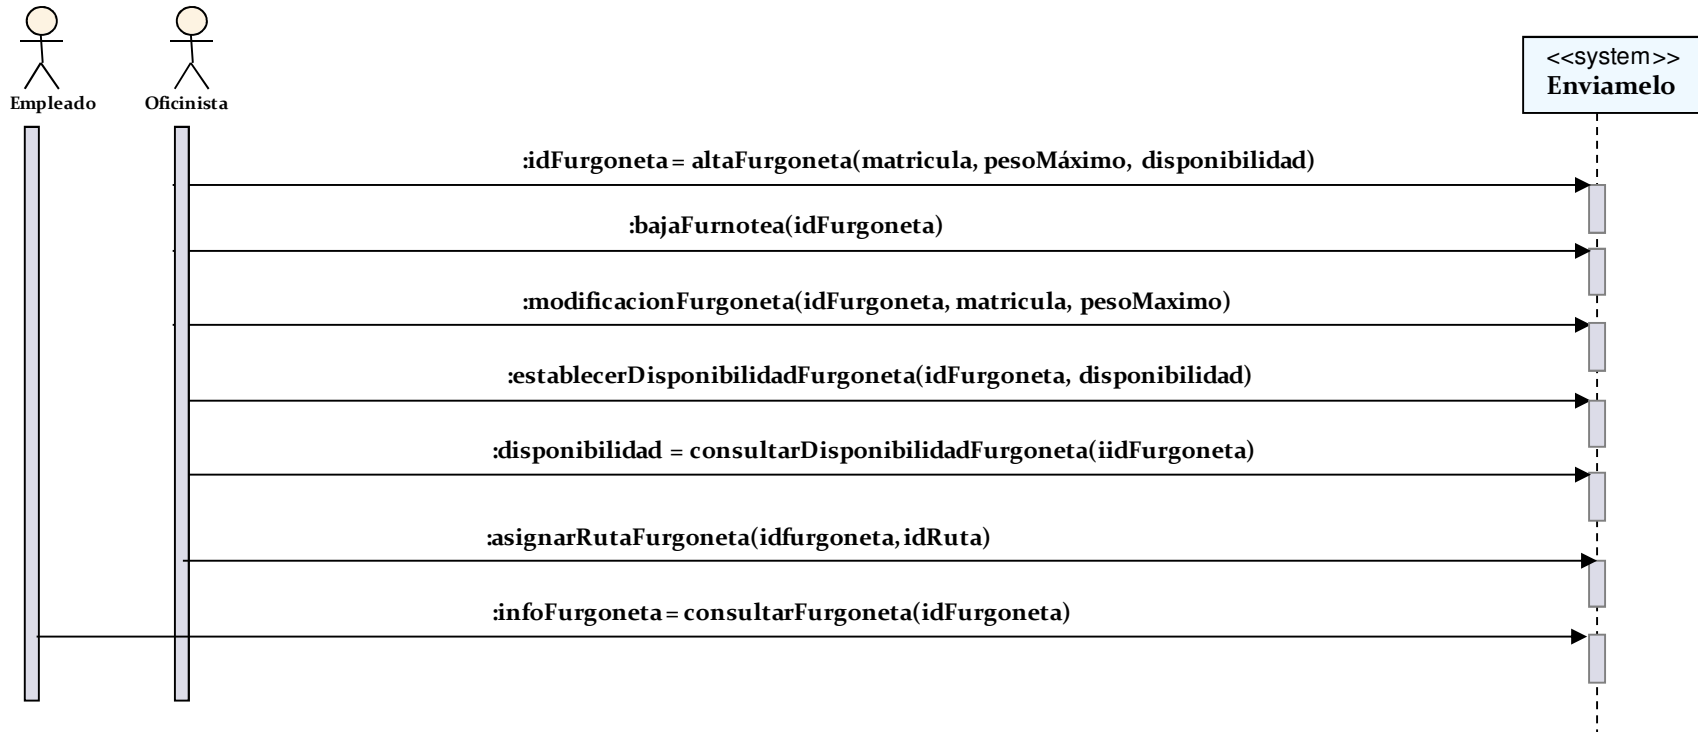 <<system>>
Enviamelo
Empleado
Oficinista
:idFurgoneta = altaFurgoneta(matricula, pesoMáximo, disponibilidad)
:bajaFurnotea(idFurgoneta)
:modificacionFurgoneta(idFurgoneta, matricula, pesoMaximo)
:establecerDisponibilidadFurgoneta(idFurgoneta, disponibilidad)
:disponibilidad = consultarDisponibilidadFurgoneta(iidFurgoneta)
:asignarRutaFurgoneta(idfurgoneta, idRuta)
:infoFurgoneta = consultarFurgoneta(idFurgoneta)